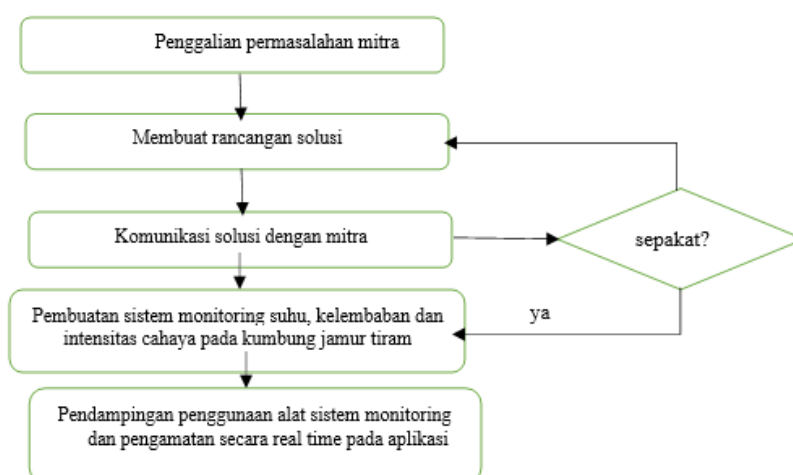 Penggalian permasalahan mitra
Membuat rancangan solusi
Komunikasi solusi dengan mitra
sepakat?
Pembuatan sistem monitoring suhu, kelembaban dan
intensitas cahaya pada kumbung jamur tiram
ya
Pendampingan penggunaan alat sistem monitoring
dan pengamatan secara real time pada aplikasi